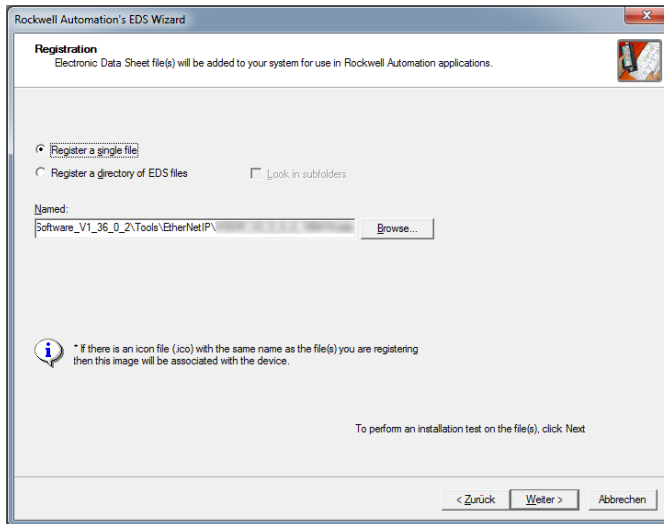 Rockwell Automation's EDS Wizard
Registration
Electronic Data Sheet file(s) will be added to your system for use in Rockwell Automation applications.
Register a single file
Register a directory of EDS files Look in subfolders
Named:
Software_V1_36_0_2\Tools\EtherNetIP\
Browse...
* If there is an icon file (.ico) with the same name as the file(s) you are registering
then this image will be associated with the device.
To perform an installation test on the file(s), click Next
< Zurück Weiter > Abbrechen